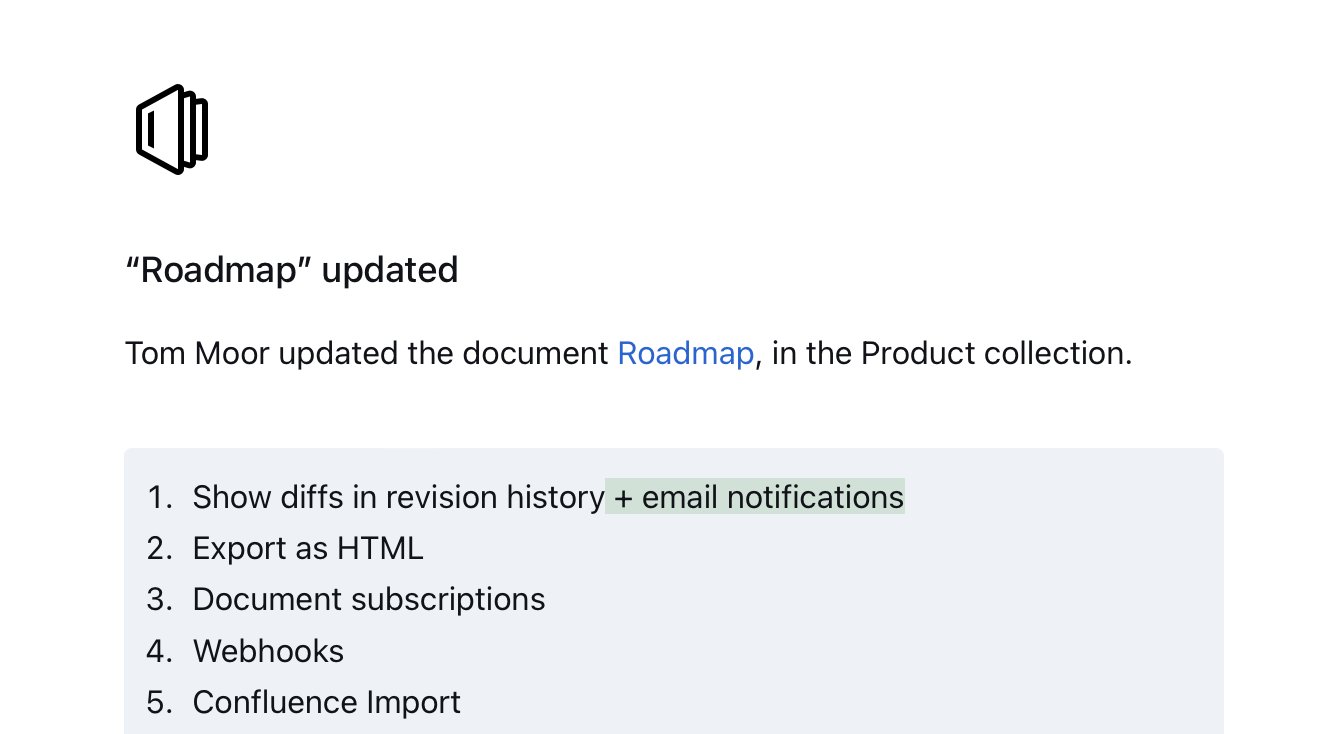 “Roadmap” updated
Tom Moor updated the document Roadmap, in the Product collection.
1. Show diffs in revision history + email notifications
2. Export as HTML
3. Document subscriptions
4. Webhooks
5. Confluence Import